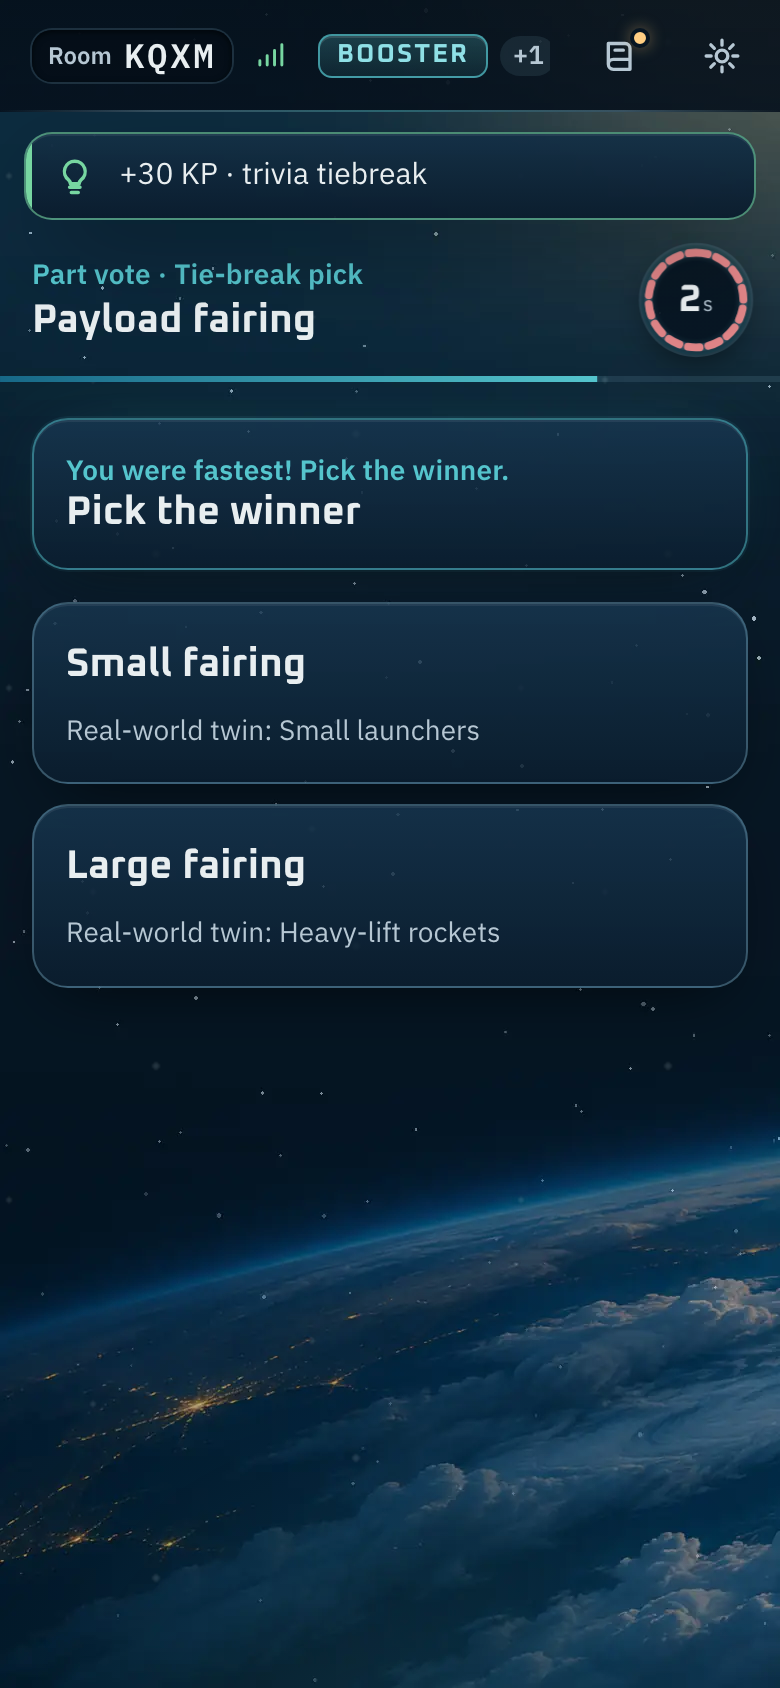 Room KQXM BOOSTER +1
+30 KP · trivia tiebreak
Part vote · Tie-break pick
Payload fairing
2s
You were fastest! Pick the winner.
Pick the winner
Small fairing
Real-world twin: Small launchers
Large fairing
Real-world twin: Heavy-lift rockets